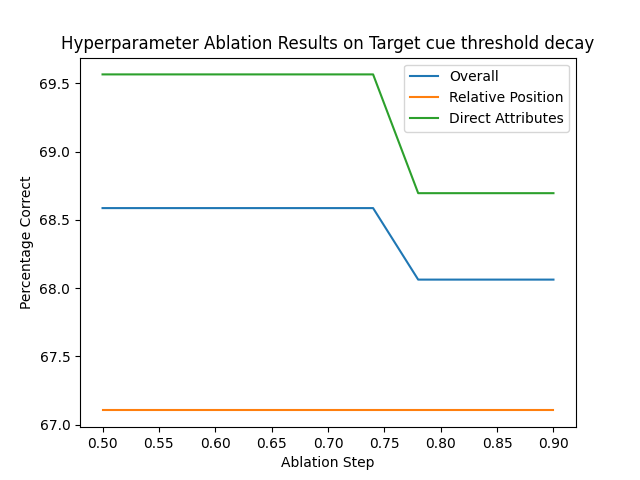 Hyperparameter Ablation Results on Target cue threshold decay
Overall
Relative Position
Direct Attributes
Percentage Correct
69.5
69.0
68.5
68.0
67.5
67.0
0.50 0.55 0.60 0.65 0.70 0.75 0.80 0.85 0.90
Ablation Step